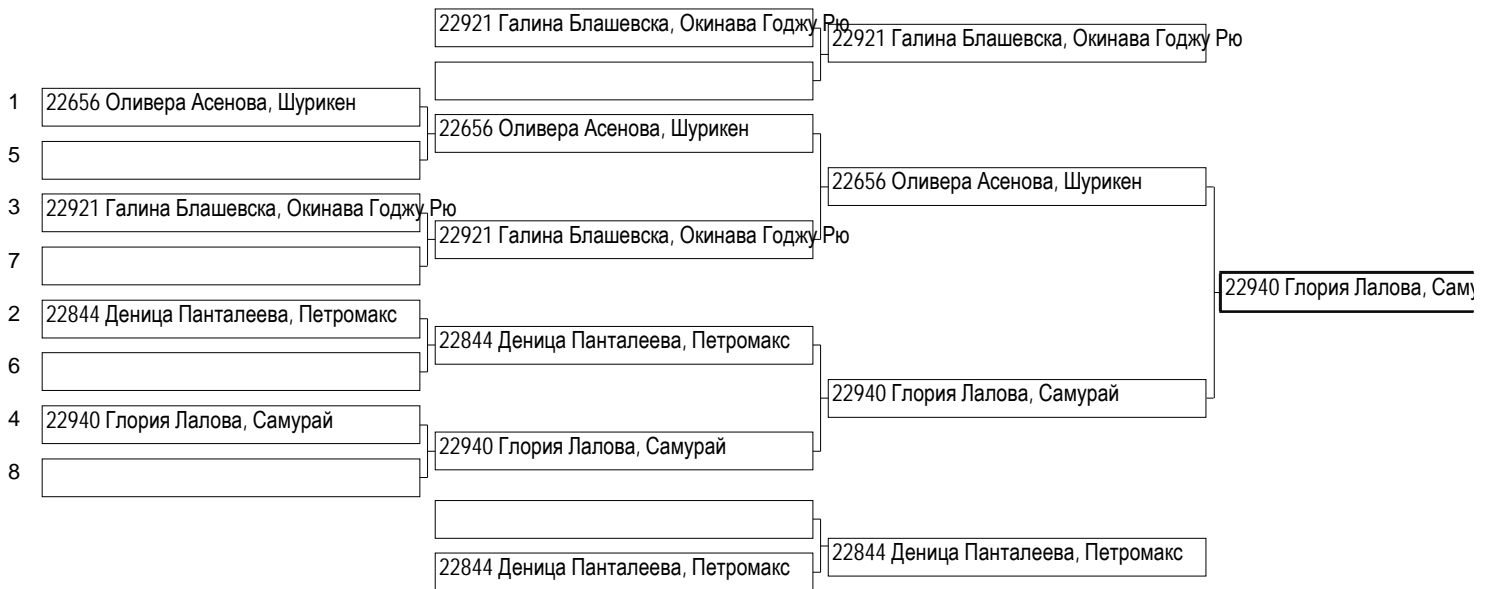 22921 Галина Блашевска, Окинава Годжу Рю
22921 Галина Блашевска, Окинава Годжу Рю
1 22656 Оливера Асенова, Шурикен
22656 Оливера Асенова, Шурикен
5
22656 Оливера Асенова, Шурикен
3 22921 Галина Блашевска, Окинава Годжу Рю
22921 Галина Блашевска, Окинава Годжу Рю
7
22940 Глория Лалова, Саму
2 22844 Деница Панталеева, Петромакс
22844 Деница Панталеева, Петромакс
6
22940 Глория Лалова, Самурай
4 22940 Глория Лалова, Самурай
22940 Глория Лалова, Самурай
8
22844 Деница Панталеева, Петромакс
22844 Деница Панталеева, Петромакс